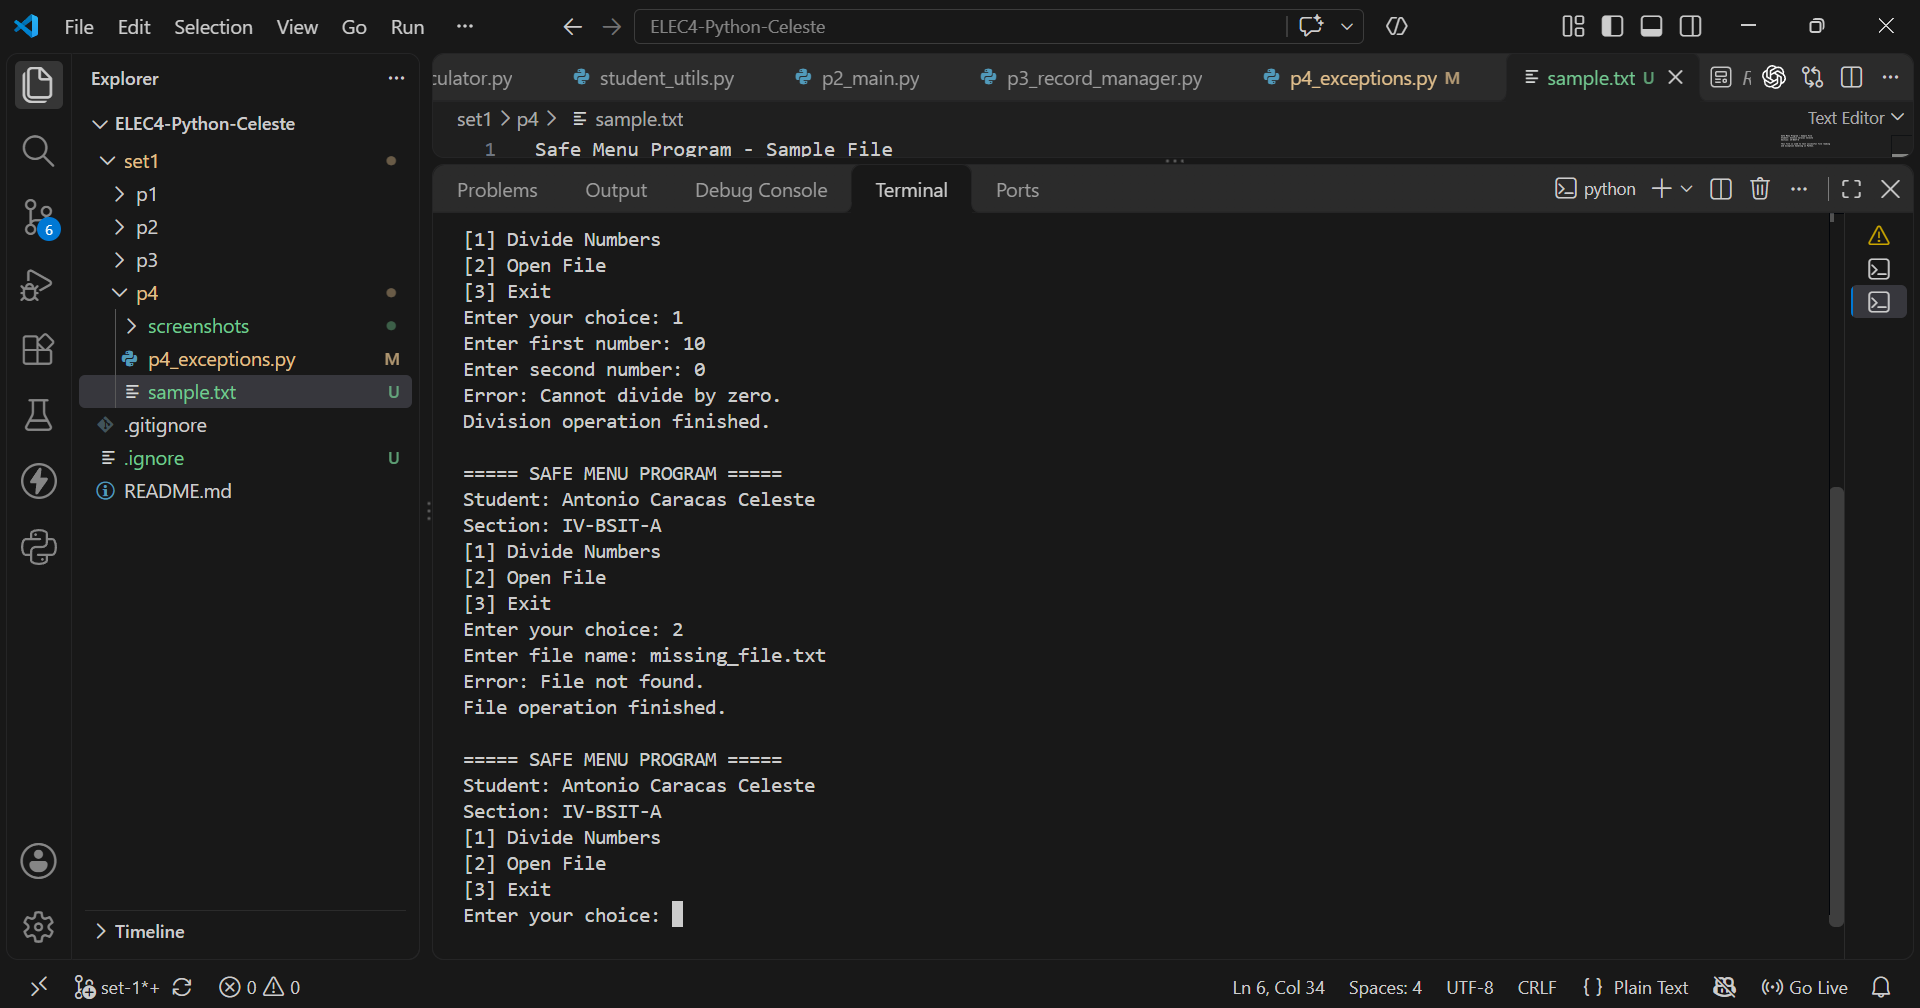 File Edit Selection View Go Run ···
ELEC4-Python-Celeste
Explorer ···
ELEC4-Python-Celeste
set1
p1
p2
p3
p4
screenshots
p4_exceptions.py M
sample.txt U
.gitignore
.ignore U
README.md
Timeline
6
culator.py student_utils.py p2_main.py p3_record_manager.py p4_exceptions.py M sample.txt U
set1 > p4 > sample.txt
Text Editor
1 Safe Menu Program - Sample File
Problems Output Debug Console Terminal Ports
python
[1] Divide Numbers
[2] Open File
[3] Exit
Enter your choice: 1
Enter first number: 10
Enter second number: 0
Error: Cannot divide by zero.
Division operation finished.
===== SAFE MENU PROGRAM =====
Student: Antonio Caracas Celeste
Section: IV-BSIT-A
[1] Divide Numbers
[2] Open File
[3] Exit
Enter your choice: 2
Enter file name: missing_file.txt
Error: File not found.
File operation finished.
===== SAFE MENU PROGRAM =====
Student: Antonio Caracas Celeste
Section: IV-BSIT-A
[1] Divide Numbers
[2] Open File
[3] Exit
Enter your choice:
set-1*+ 0 0 Ln 6, Col 34 Spaces: 4 UTF-8 CRLF {} Plain Text Go Live